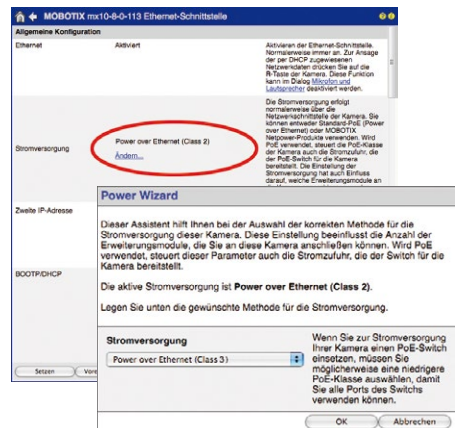 MOBOTIX mx10-8-0-113 Ethernet-Schnittstelle
Allgemeine Konfiguration
Ethernet
Aktiviert
Aktivieren der Ethernet-Schnittstelle.
Normalerweise immer an. Zur Ansage
der per DHCP zugewiesenen
Netzwerkdaten drücken Sie auf die
R-Taste der Kamera. Diese Funktion
kann im Dialog Mikrofon und
Lautsprecher deaktiviert werden.
Stromversorgung
Power over Ethernet (Class 2)
Ändern...
Die Stromversorgung erfolgt
normalerweise über die
Netzwerkschnittstelle der Kamera. Sie
können entweder Standard-PoE (Power
over Ethernet) oder MOBOTIX
Netpower-Produkte verwenden. Wird
PoE verwendet, steuert die PoE-Klasse
der Kamera auch die Stromzufuhr, die
der PoE-Switch für die Kamera
bereitstellt. Die Einstellung der
Stromversorgung hat auch Einfluss
darauf, welche Erweiterungsmodule an
Zweite IP-Adresse
BOOTP/DHCP
Setzen
Vore
Power Wizard
Dieser Assistent hilft Ihnen bei der Auswahl der korrekten Methode für die
Stromversorgung dieser Kamera. Diese Einstellung beeinflusst die Anzahl der
Erweiterungsmodule, die Sie an diese Kamera anschließen können. Wird PoE
verwendet, steuert dieser Parameter auch die Stromzufuhr, die der Switch für die
Kamera bereitstellt.
Die aktive Stromversorgung ist Power over Ethernet (Class 2).
Legen Sie unten die gewünschte Methode für die Stromversorgung.
Stromversorgung
Power over Ethernet (Class 3)
Wenn Sie zur Stromversorgung
Ihrer Kamera einen PoE-Switch
einsetzen, müssen Sie
möglicherweise eine niedrigere
PoE-Klasse auswählen, damit
Sie alle Ports des Switchs
verwenden können.
OK
Abbrechen